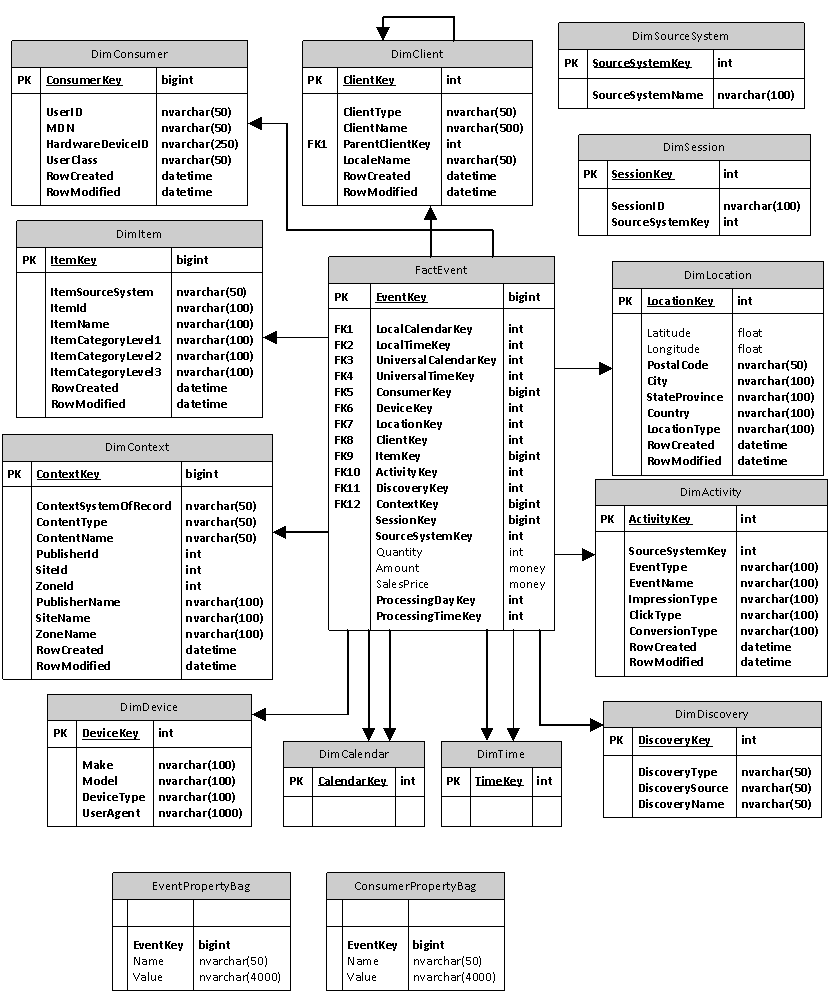 DimConsumer
PK ConsumerKey bigint
UserID nvarchar(50)
MDN nvarchar(50)
HardwareDeviceID nvarchar(250)
UserClass nvarchar(50)
RowCreated datetime
RowModified datetime
DimClient
PK ClientKey int
ClientType nvarchar(50)
ClientName nvarchar(500)
FK1 ParentClientKey int
LocaleName nvarchar(50)
RowCreated datetime
RowModified datetime
DimSourceSystem
PK SourceSystemKey int
SourceSystemName nvarchar(100)
DimSession
PK SessionKey int
SessionID nvarchar(100)
SourceSystemKey int
DimItem
PK ItemKey bigint
ItemSourceSystem nvarchar(50)
ItemId nvarchar(100)
ItemName nvarchar(100)
ItemCategoryLevel1 nvarchar(100)
ItemCategoryLevel2 nvarchar(100)
ItemCategoryLevel3 nvarchar(100)
RowCreated datetime
RowModified datetime
FactEvent
PK EventKey bigint
FK1 LocalCalendarKey int
FK2 LocalTimeKey int
FK3 UniversalCalendarKey int
FK4 UniversalTimeKey int
FK5 ConsumerKey bigint
FK6 DeviceKey int
FK7 LocationKey int
FK8 ClientKey int
FK9 ItemKey bigint
FK10 ActivityKey int
FK11 DiscoveryKey int
FK12 ContextKey bigint
SessionKey bigint
SourceSystemKey int
Quantity int
Amount money
SalesPrice money
ProcessingDayKey int
ProcessingTimeKey int
DimLocation
PK LocationKey int
Latitude float
Longitude float
PostalCode nvarchar(50)
City nvarchar(100)
StateProvince nvarchar(100)
Country nvarchar(100)
LocationType nvarchar(100)
RowCreated datetime
RowModified datetime
DimContext
PK ContextKey bigint
ContextSystemOfRecord nvarchar(50)
ContentType nvarchar(50)
ContentName nvarchar(50)
PublisherId int
SiteId int
ZoneId int
PublisherName nvarchar(100)
SiteName nvarchar(100)
ZoneName nvarchar(100)
RowCreated datetime
RowModified datetime
DimActivity
PK ActivityKey int
SourceSystemKey int
EventType nvarchar(100)
EventName nvarchar(100)
ImpressionType nvarchar(100)
ClickType nvarchar(100)
ConversionType nvarchar(100)
RowCreated datetime
RowModified datetime
DimDevice
PK DeviceKey int
Make nvarchar(100)
Model nvarchar(100)
DeviceType nvarchar(100)
UserAgent nvarchar(1000)
DimCalendar
PK CalendarKey int
DimTime
PK TimeKey int
DimDiscovery
PK DiscoveryKey int
DiscoveryType nvarchar(50)
DiscoverySource nvarchar(50)
DiscoveryName nvarchar(50)
EventPropertyBag
EventKey bigint
Name nvarchar(50)
Value nvarchar(4000)
ConsumerPropertyBag
EventKey bigint
Name nvarchar(50)
Value nvarchar(4000)